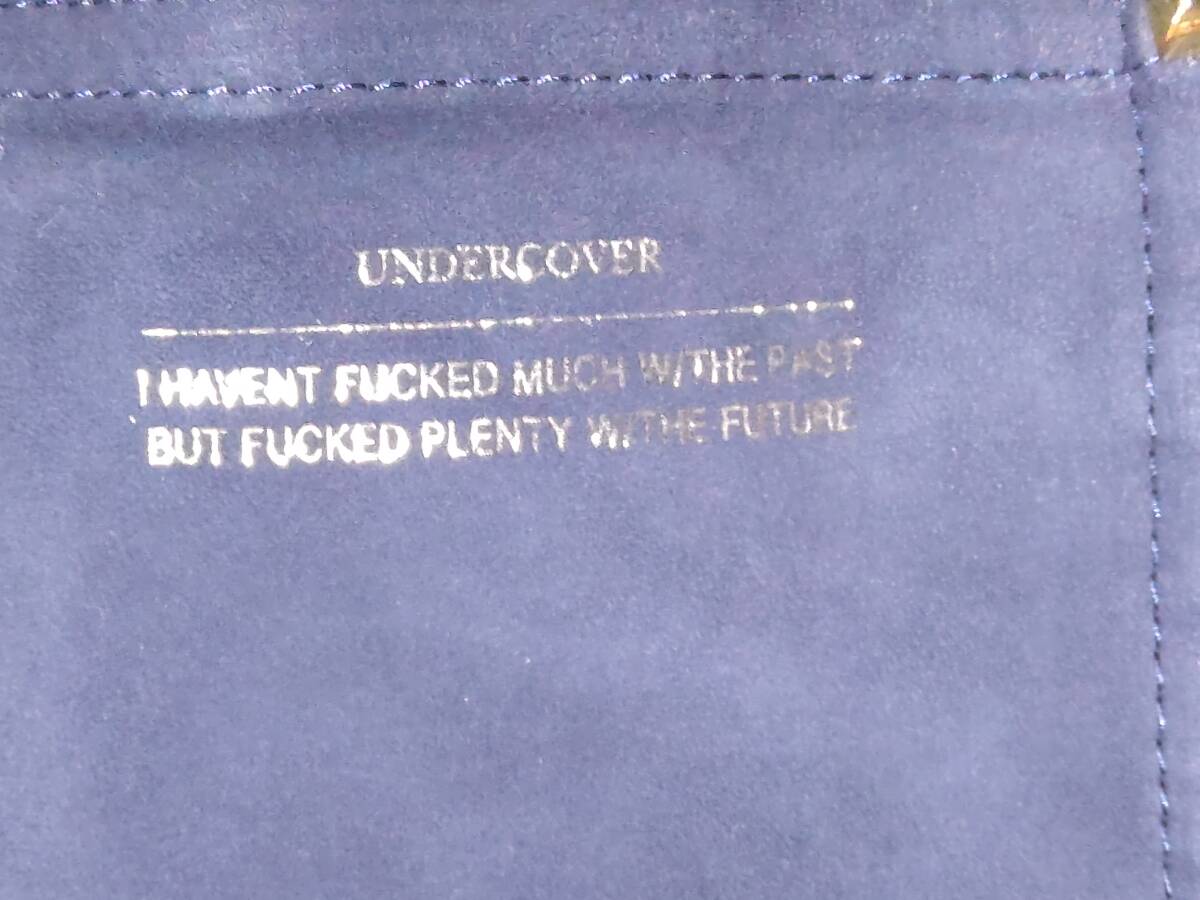 UNDERCOVER
I HAVENT FUCKED MUCH W/THE PAST
BUT FUCKED PLENTY W/THE FUTURE